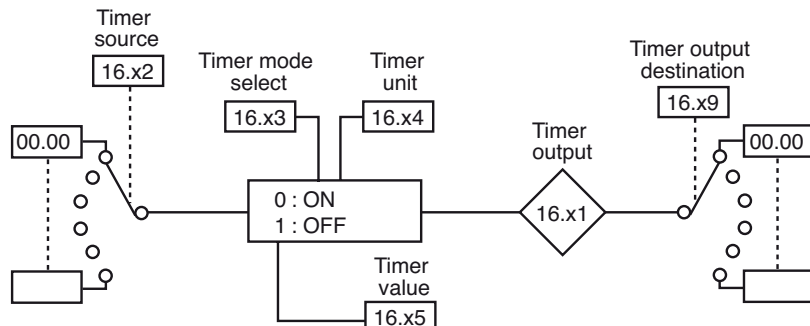 Timer
source
16.x2
Timer mode
select
16.x3
Timer
unit
16.x4
Timer output
destination
16.x9
00.00
00.00
Timer
output
16.x1
0 : ON
1 : OFF
Timer
value
16.x5